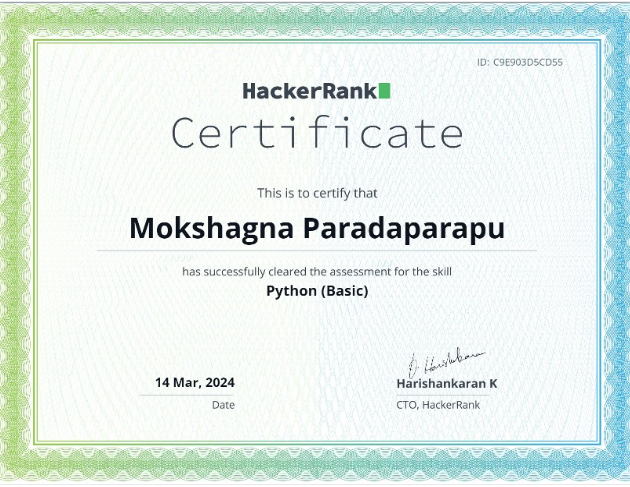 ID: C9E903D5CD55
HackerRank
Certificate
This is to certify that
Mokshagna Paradaparapu
has successfully cleared the assessment for the skill
Python (Basic)
14 Mar, 2024
Date
D. Harishankaran
Harishankaran K
CTO, HackerRank